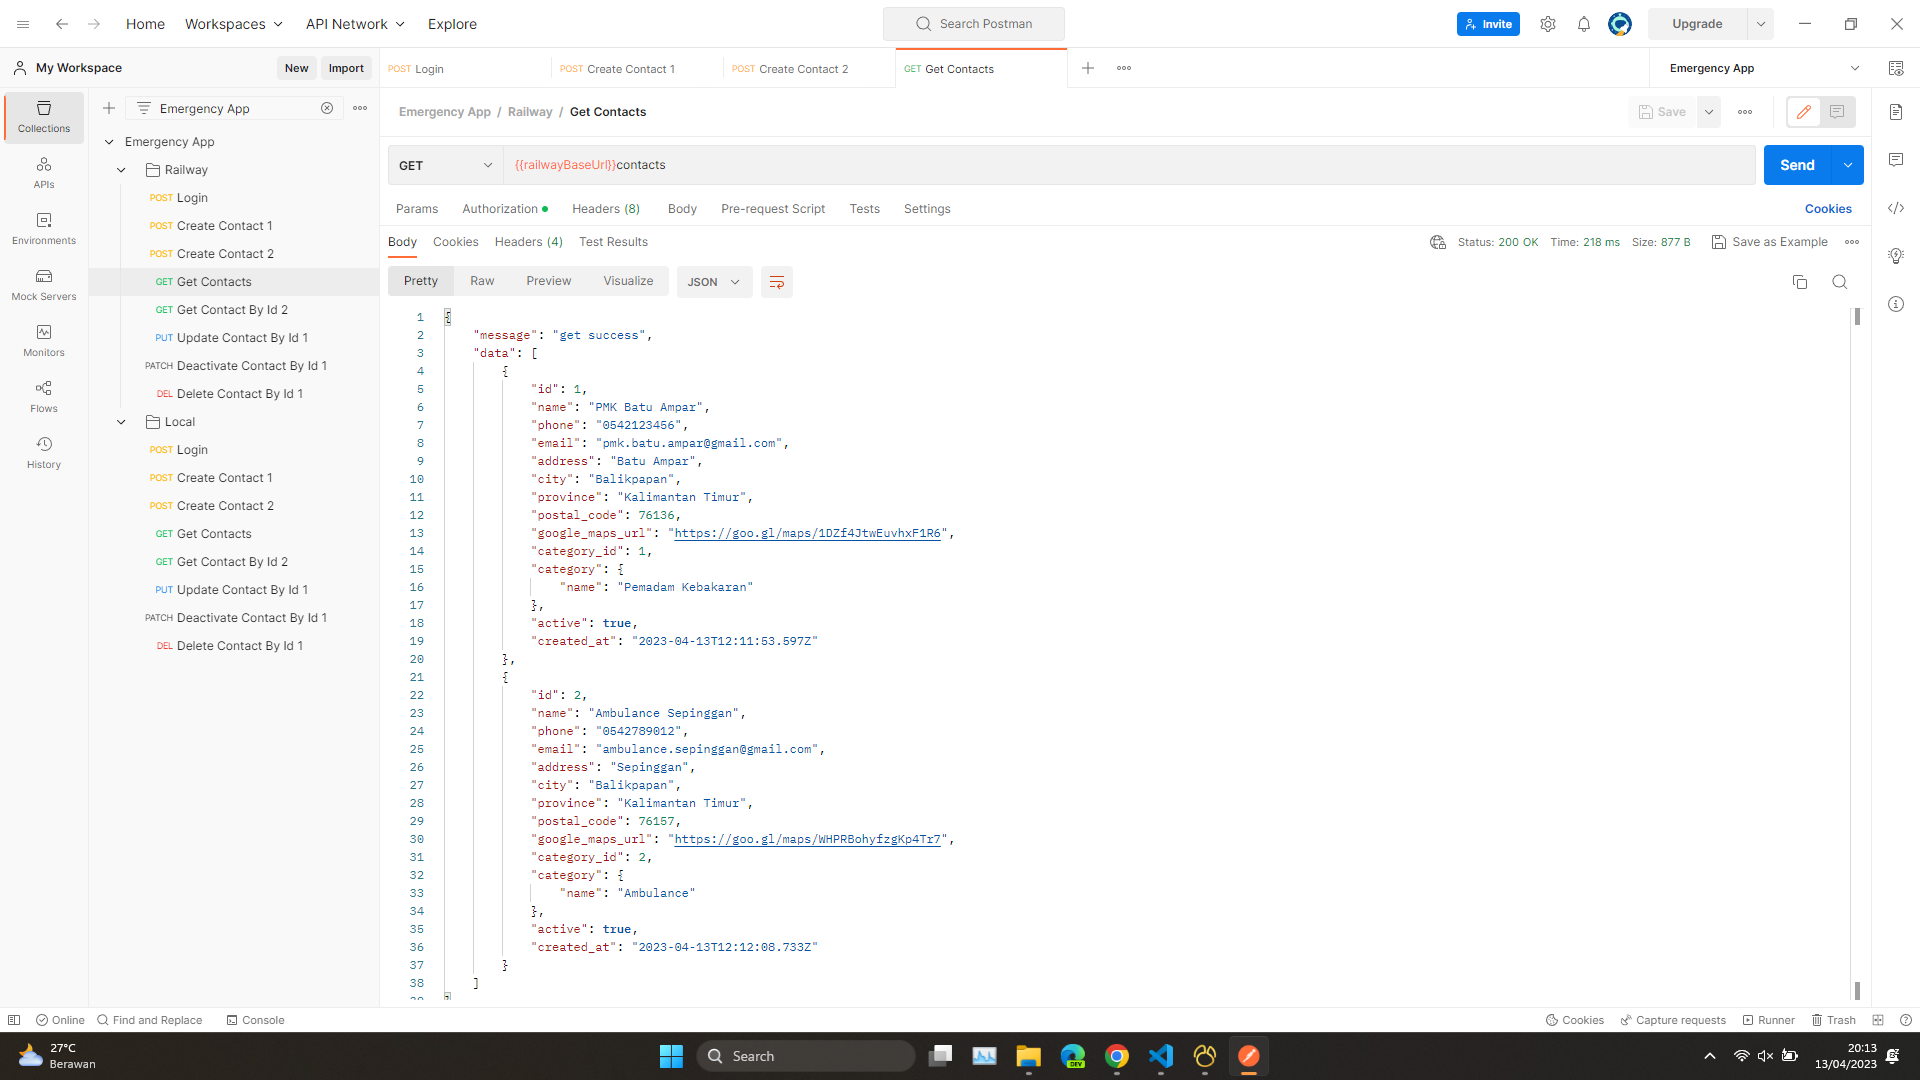 Home Workspaces API Network Explore Search Postman Invite Upgrade
My Workspace New Import
POST Login POST Create Contact 1 POST Create Contact 2 GET Get Contacts Emergency App
Collections
APIs
Environments
Mock Servers
Monitors
Flows
History
Emergency App
Emergency App
Railway
POST Login
POST Create Contact 1
POST Create Contact 2
GET Get Contacts
GET Get Contact By Id 2
PUT Update Contact By Id 1
PATCH Deactivate Contact By Id 1
DEL Delete Contact By Id 1
Local
POST Login
POST Create Contact 1
POST Create Contact 2
GET Get Contacts
GET Get Contact By Id 2
PUT Update Contact By Id 1
PATCH Deactivate Contact By Id 1
DEL Delete Contact By Id 1
Emergency App / Railway / Get Contacts Save
GET {{railwayBaseUrl}}contacts Send
Params Authorization Headers (8) Body Pre-request Script Tests Settings Cookies
Body Cookies Headers (4) Test Results Status: 200 OK Time: 218 ms Size: 877 B Save as Example
Pretty Raw Preview Visualize JSON
1 {
2 "message": "get success",
3 "data": [
4 {
5 "id": 1,
6 "name": "PMK Batu Ampar",
7 "phone": "0542123456",
8 "email": "pmk.batu.ampar@gmail.com",
9 "address": "Batu Ampar",
10 "city": "Balikpapan",
11 "province": "Kalimantan Timur",
12 "postal_code": 76136,
13 "google_maps_url": "https://goo.gl/maps/1DZf4JtwEuvhxF1R6",
14 "category_id": 1,
15 "category": {
16 "name": "Pemadam Kebakaran"
17 },
18 "active": true,
19 "created_at": "2023-04-13T12:11:53.597Z"
20 },
21 {
22 "id": 2,
23 "name": "Ambulance Sepinggan",
24 "phone": "0542789012",
25 "email": "ambulance.sepinggan@gmail.com",
26 "address": "Sepinggan",
27 "city": "Balikpapan",
28 "province": "Kalimantan Timur",
29 "postal_code": 76157,
30 "google_maps_url": "https://goo.gl/maps/WHPRBohyfzgKp4Tr7",
31 "category_id": 2,
32 "category": {
33 "name": "Ambulance"
34 },
35 "active": true,
36 "created_at": "2023-04-13T12:12:08.733Z"
37 }
38 ]
39 }
Online Find and Replace Console Cookies Capture requests Runner Trash
27°C
Berawan
Search
DEV
20:13
13/04/2023